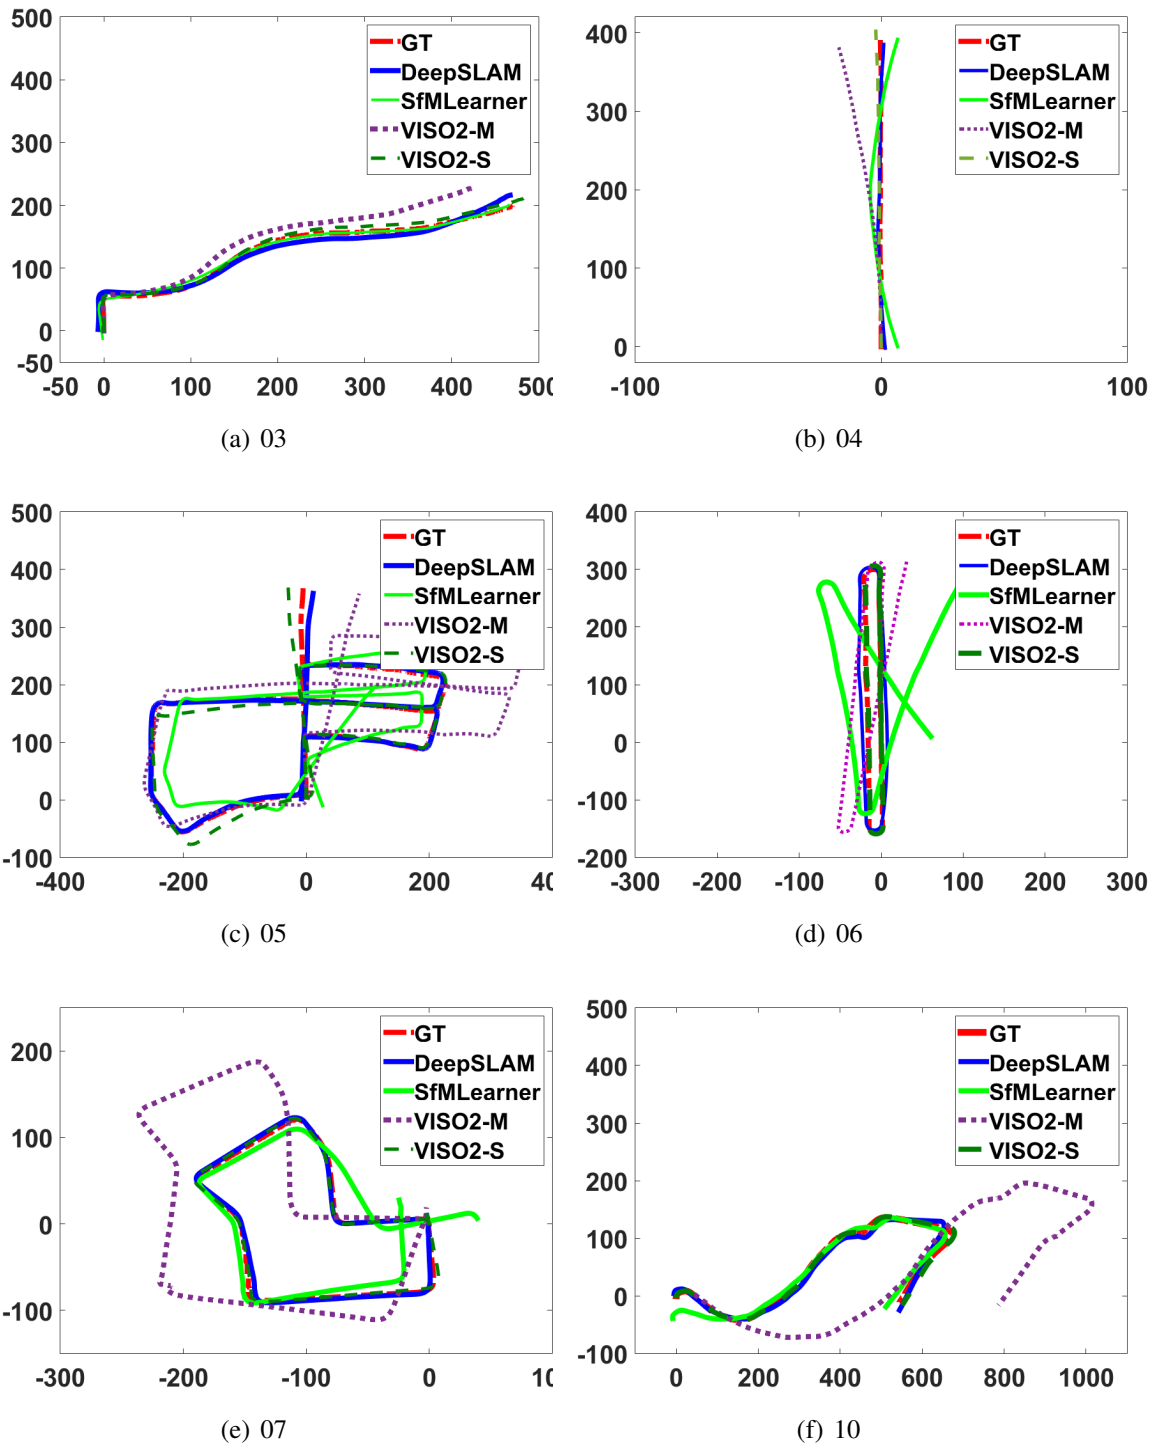 500
400
300
200
100
0
-50
-50 0 100 200 300 400 500
GT
DeepSLAM
SfMLearner
VISO2-M
VISO2-S
(a) 03
400
300
200
100
0
-100 0 100
GT
DeepSLAM
SfMLearner
VISO2-M
VISO2-S
(b) 04
500
400
300
200
100
0
-100
-400 -200 0 200 40
GT
DeepSLAM
SfMLearner
VISO2-M
VISO2-S
(c) 05
400
300
200
100
0
-100
-200
-300 -200 -100 0 100 200 300
GT
DeepSLAM
SfMLearner
VISO2-M
VISO2-S
(d) 06
200
100
0
-100
-300 -200 -100 0 10
GT
DeepSLAM
SfMLearner
VISO2-M
VISO2-S
(e) 07
500
400
300
200
100
0
-100
0 200 400 600 800 1000
GT
DeepSLAM
SfMLearner
VISO2-M
VISO2-S
(f) 10